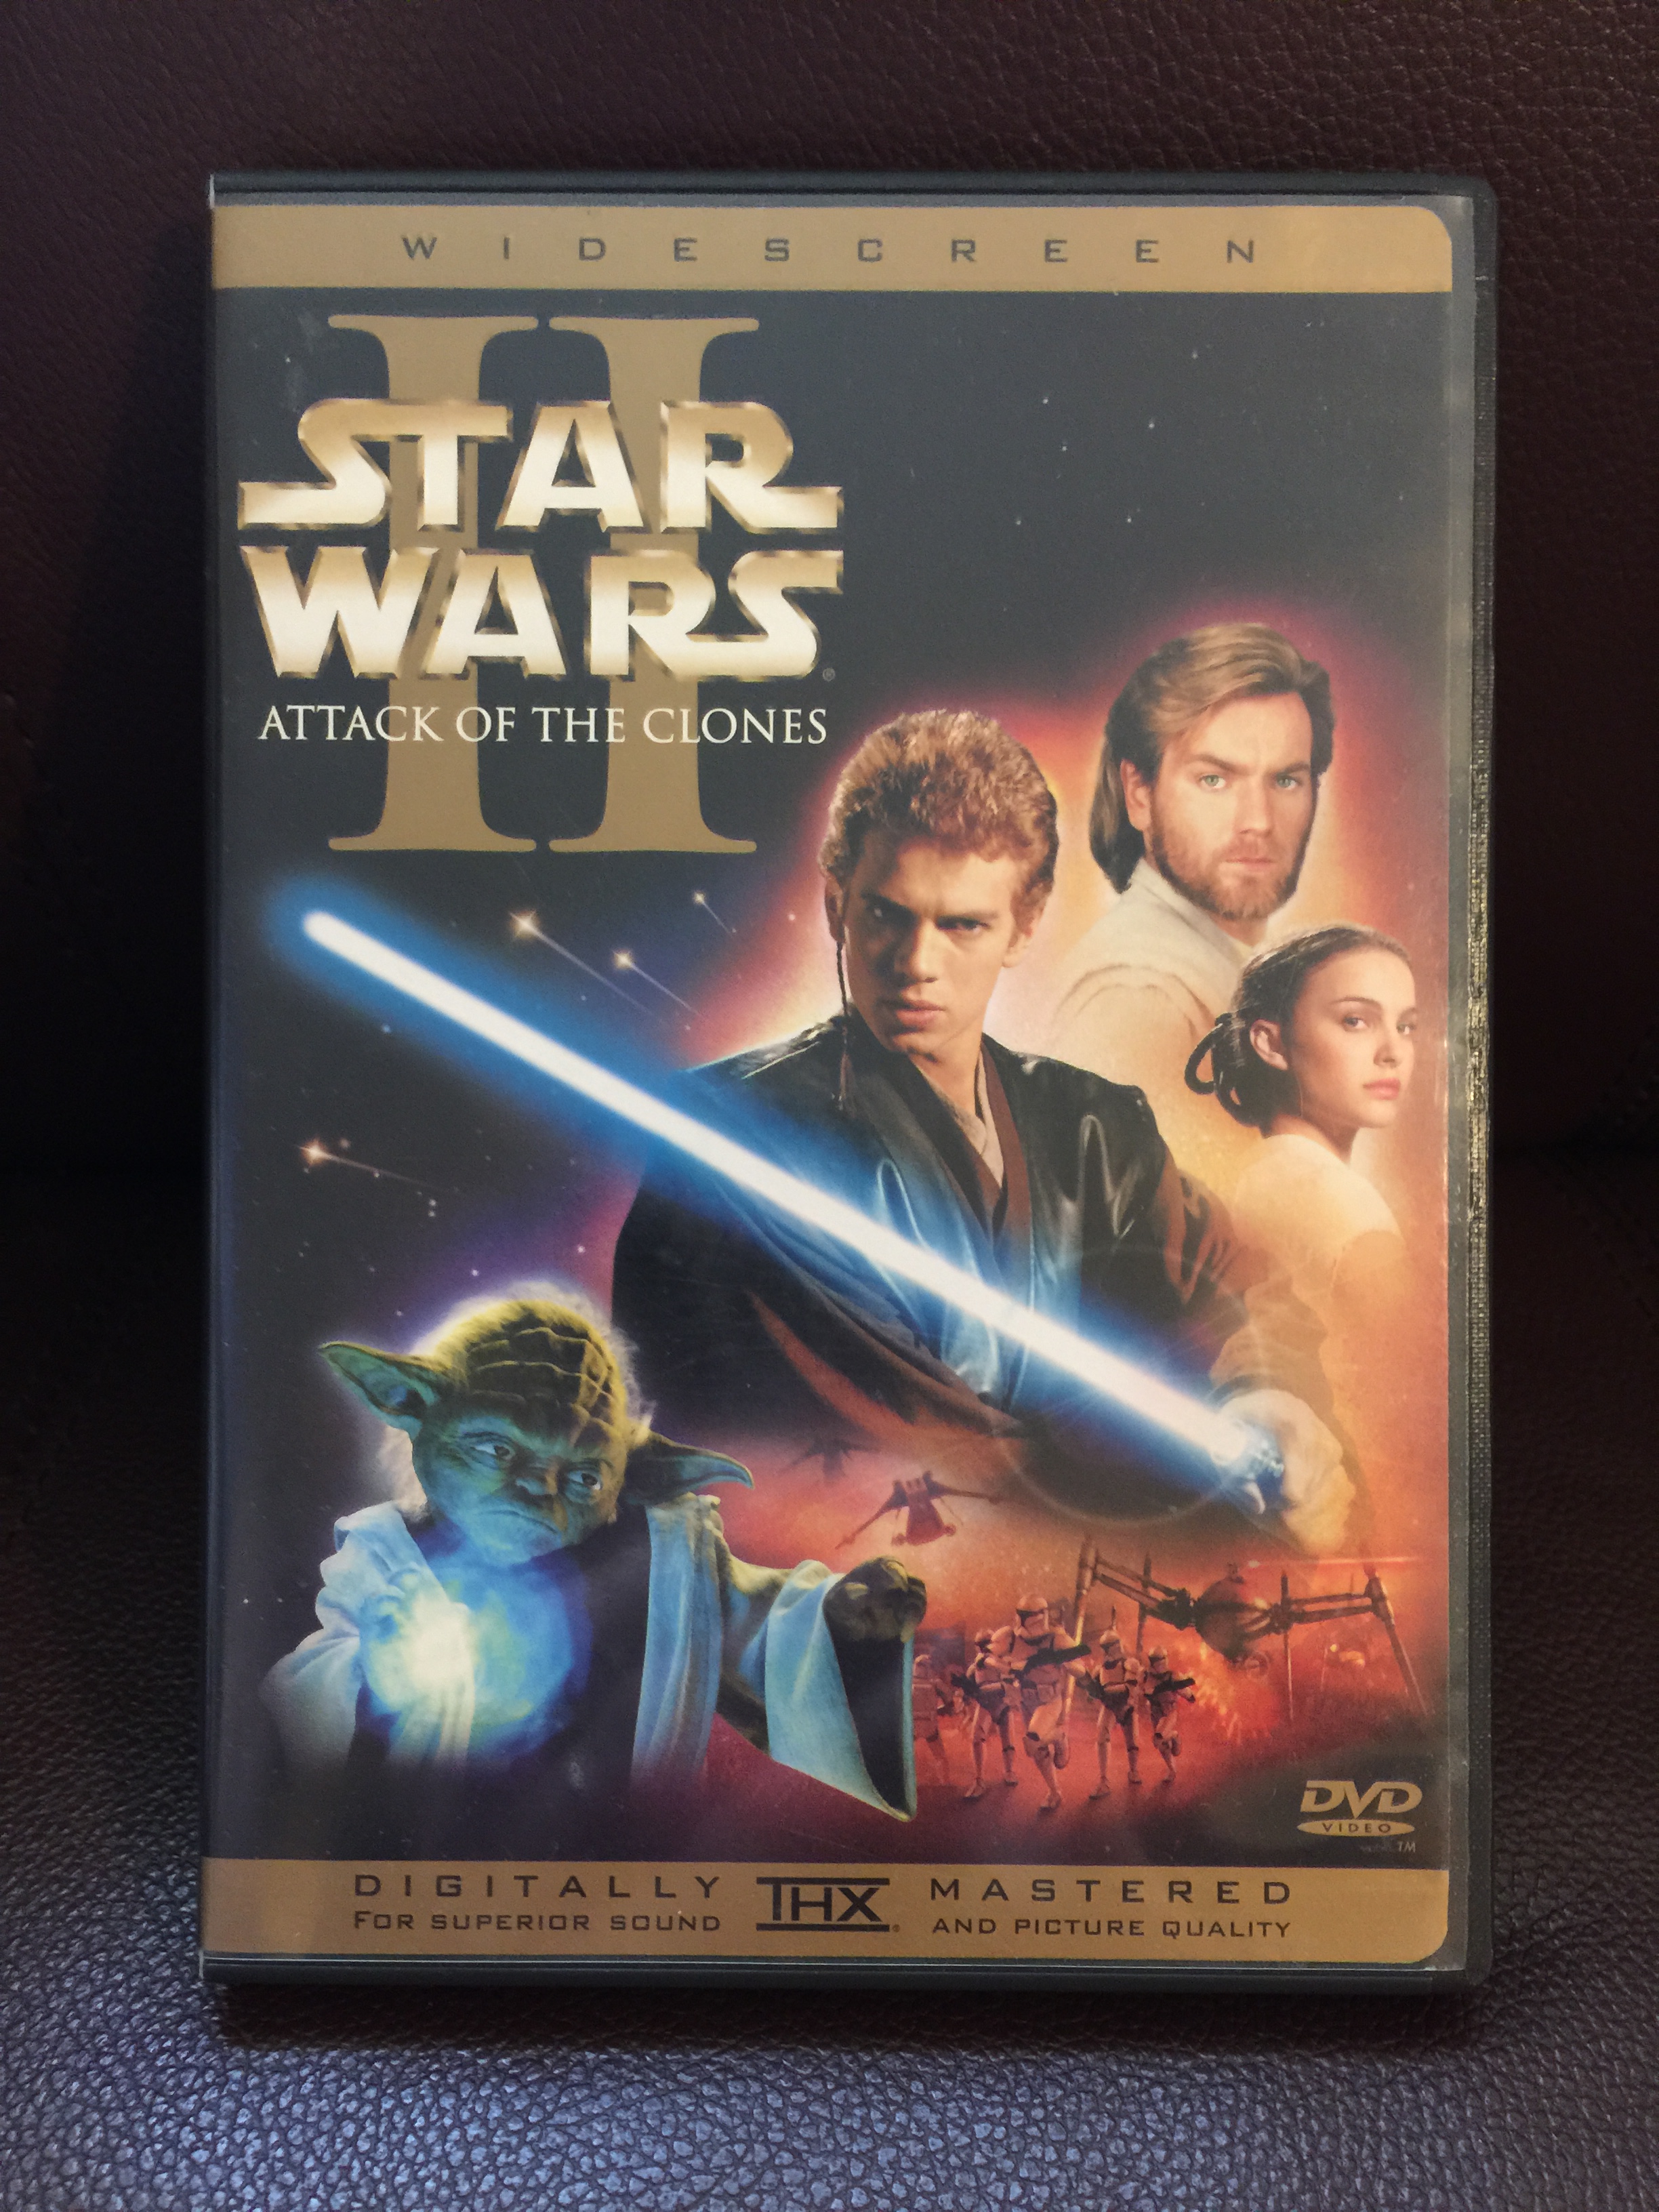 WIDESCREEN
II
STAR
WARS®
ATTACK OF THE CLONES
DVD
VIDEO
TM
DIGITALLY THX® MASTERED
FOR SUPERIOR SOUND AND PICTURE QUALITY